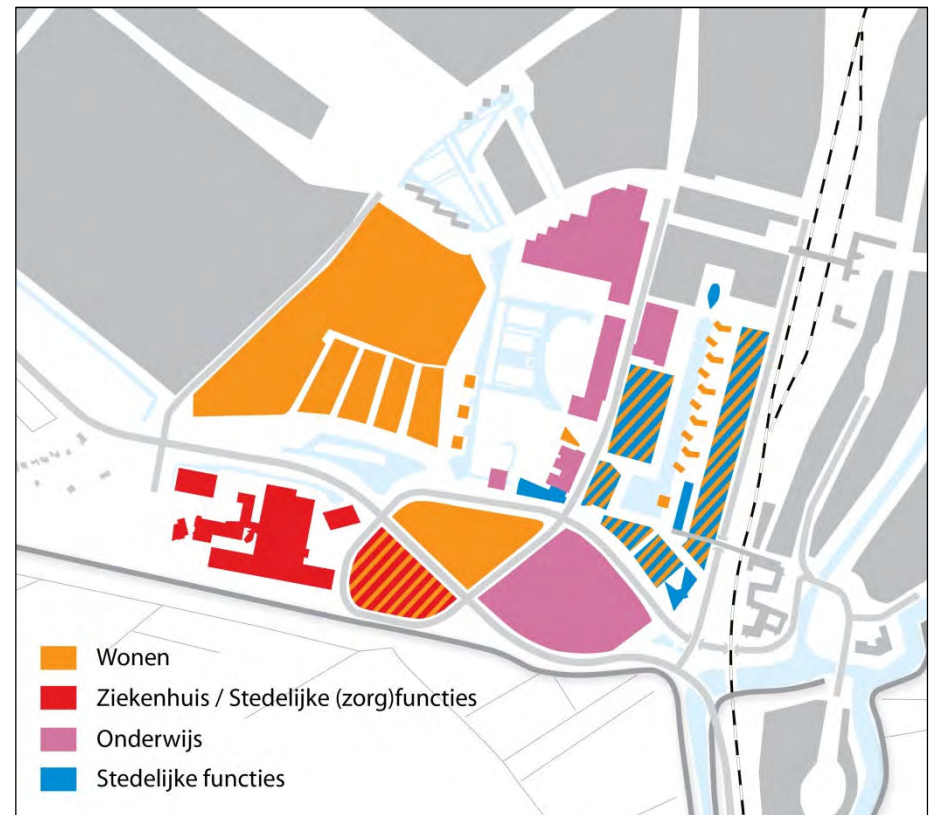 Wonen
Ziekenhuis / Stedelijke (zorg)functies
Onderwijs
Stedelijke functies